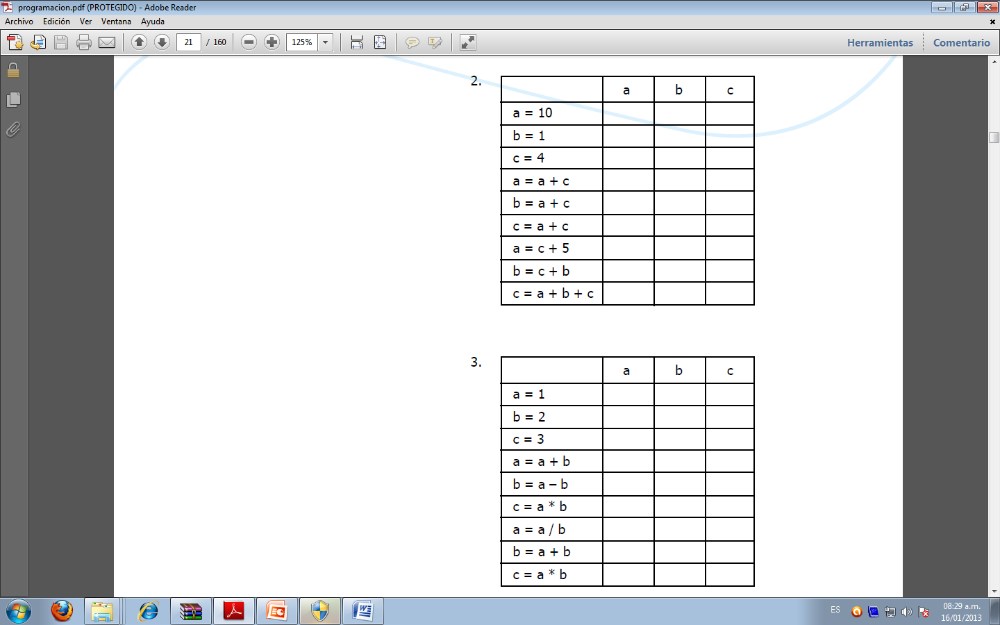 programacion.pdf (PROTEGIDO) - Adobe Reader
Archivo Edición Ver Ventana Ayuda
21 / 160 125% Herramientas Comentario
2.
a b c
a = 10
b = 1
c = 4
a = a + c
b = a + c
c = a + c
a = c + 5
b = c + b
c = a + b + c
3.
a b c
a = 1
b = 2
c = 3
a = a + b
b = a – b
c = a * b
a = a / b
b = a + b
c = a * b
ES 08:29 a.m.
16/01/2013